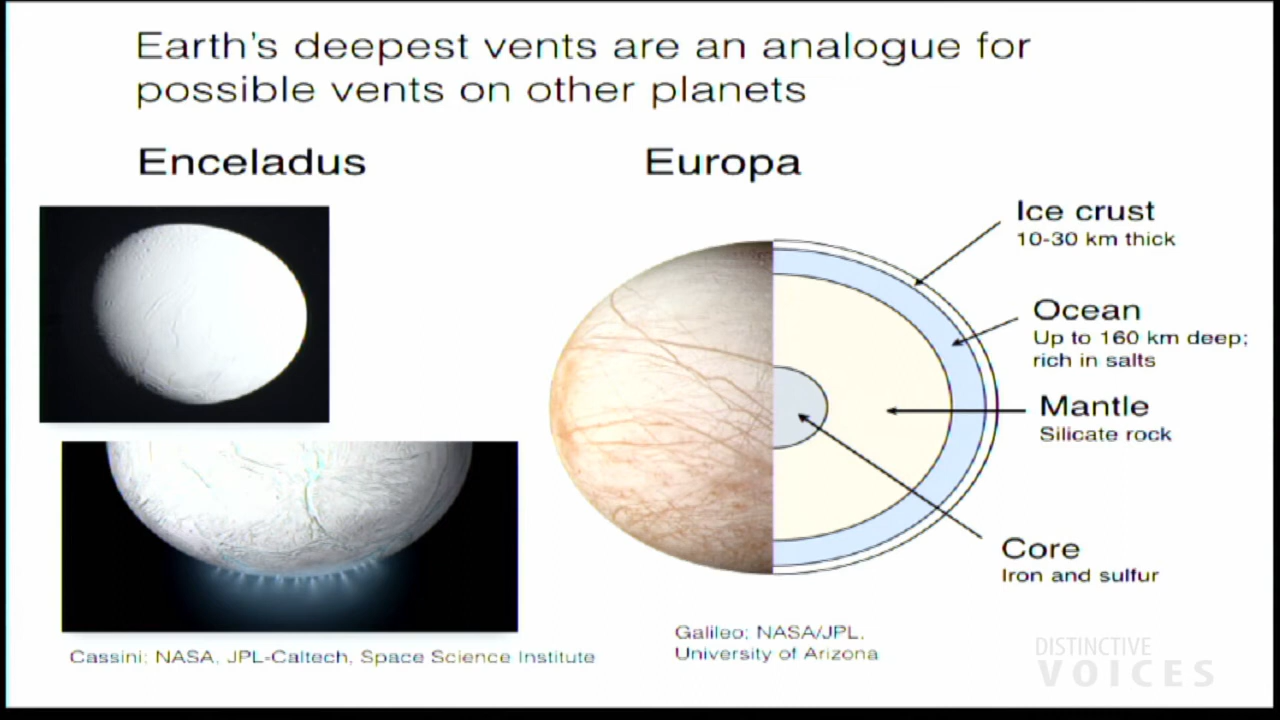 Earth's deepest vents are an analogue for
possible vents on other planets
Enceladus
Europa
Ice crust
10-30 km thick
Ocean
Up to 160 km deep;
rich in salts
Mantle
Silicate rock
Core
Iron and sulfur
Cassini; NASA, JPL-Caltech, Space Science Institute
Galileo; NASA/JPL,
University of Arizona
DISTINCTIVE
VOICES